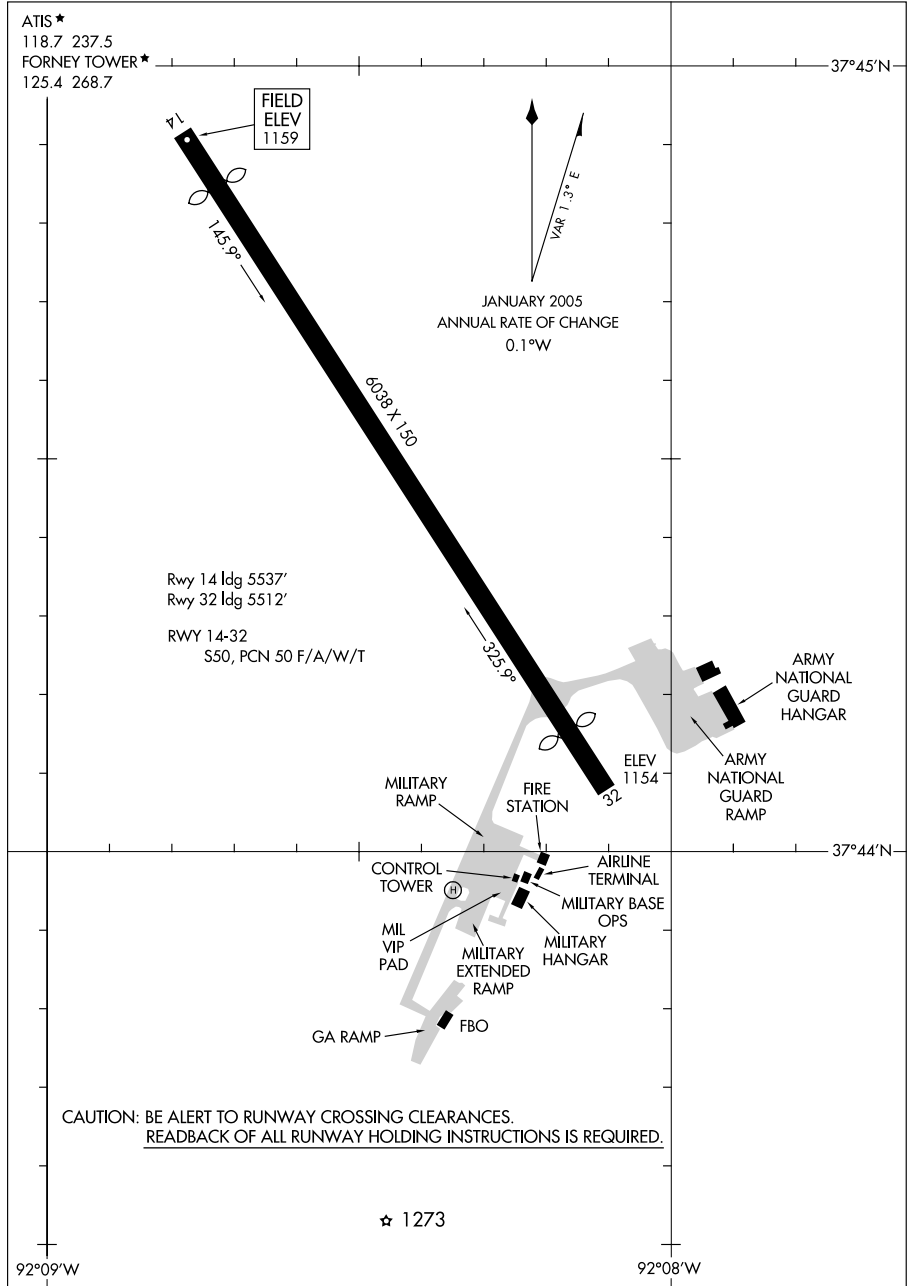 ATIS ★
118.7 237.5
FORNEY TOWER ★
125.4 268.7
37°45'N
14
FIELD
ELEV
1159
VAR 1.3° E
145.9°
JANUARY 2005
ANNUAL RATE OF CHANGE
0.1°W
6038 X 150
Rwy 14 ldg 5537'
Rwy 32 ldg 5512'
RWY 14-32
S50, PCN 50 F/A/W/T
325.9°
ARMY
NATIONAL
GUARD
HANGAR
ELEV
1154
32
ARMY
NATIONAL
GUARD
RAMP
MILITARY
RAMP
FIRE
STATION
37°44'N
CONTROL
TOWER
H
AIRLINE
TERMINAL
MILITARY BASE
OPS
MIL
VIP
PAD
MILITARY
HANGAR
MILITARY
EXTENDED
RAMP
GA RAMP
FBO
CAUTION: BE ALERT TO RUNWAY CROSSING CLEARANCES.
READBACK OF ALL RUNWAY HOLDING INSTRUCTIONS IS REQUIRED.
1273
92°09'W
92°08'W